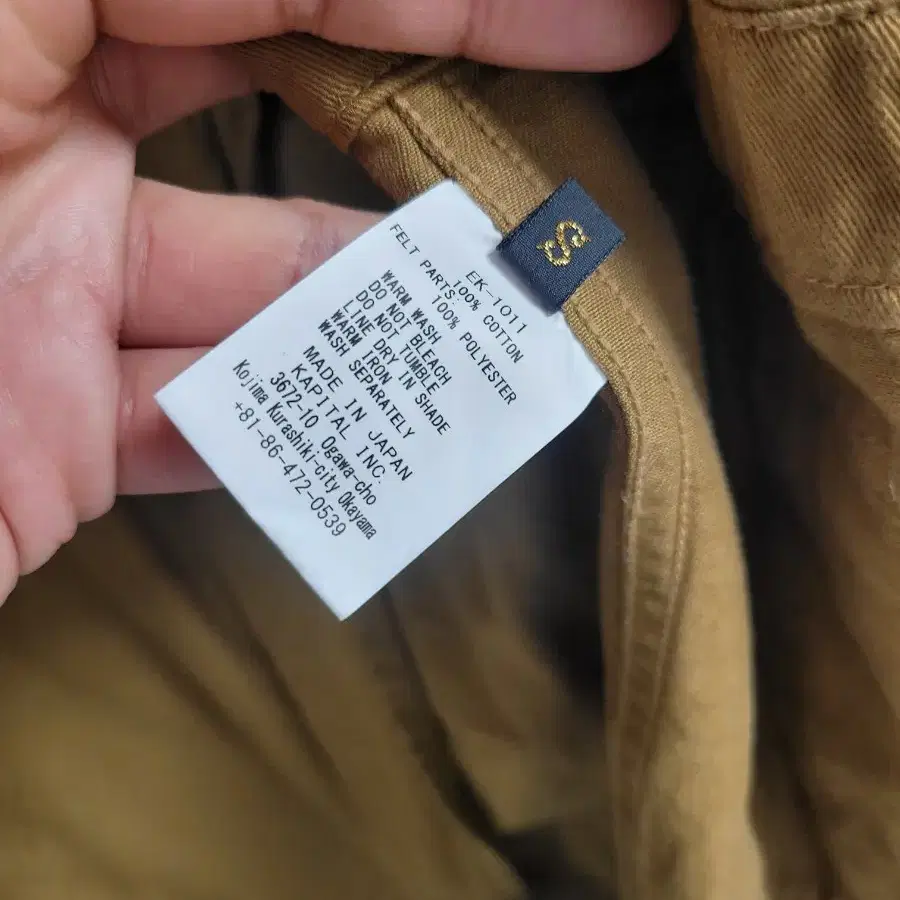 S
EK-1011
100% COTTON
FELT PARTS: 100% POLYESTER
WARM WASH
DO NOT BLEACH
DO NOT TUMBLE
LINE DRY IN SHADE
WARM IRON
WASH SEPARATELY
MADE IN JAPAN
KAPITAL INC.
3672-10 Ogawa-cho
Kojima Kurashiki-city Okayama
+81-86-472-0539